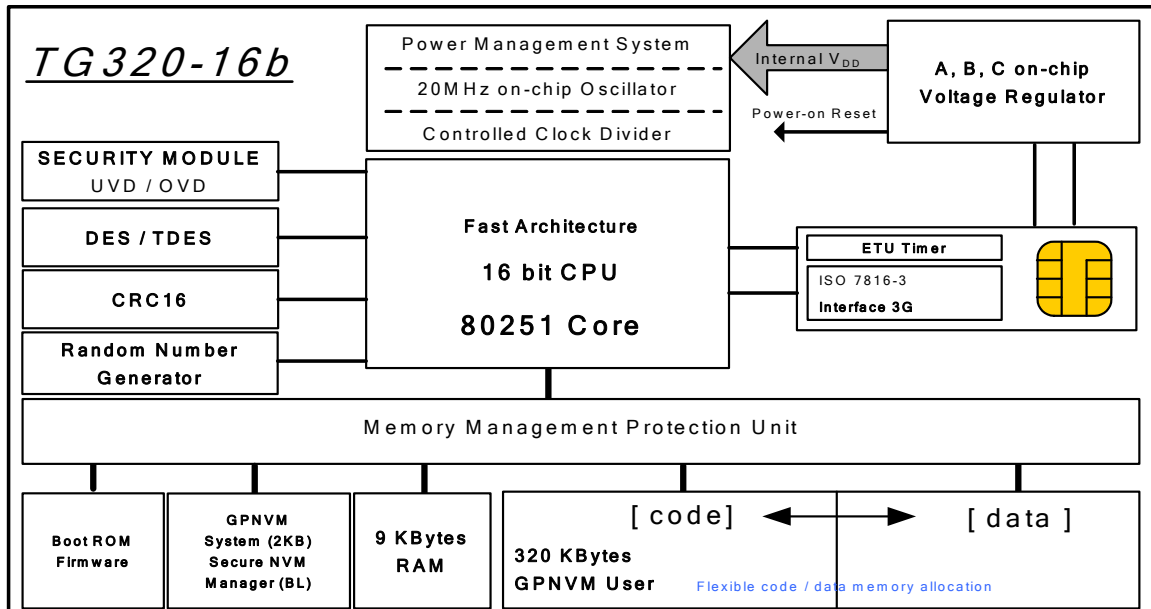 TG320-16b
Power Management System
20MHz on-chip Oscillator
Controlled Clock Divider
Internal VDD
Power-on Reset
A, B, C on-chip
Voltage Regulator
SECURITY MODULE
UVD / OVD
DES / TDES
CRC16
Random Number
Generator
Fast Architecture
16 bit CPU
80251 Core
ETU Timer
ISO 7816-3
Interface 3G
Memory Management Protection Unit
Boot ROM
Firmware
GPNVM
System (2KB)
Secure NVM
Manager (BL)
9 KBytes
RAM
[ code]
[ data ]
320 KBytes
GPNVM User
Flexible code / data memory allocation